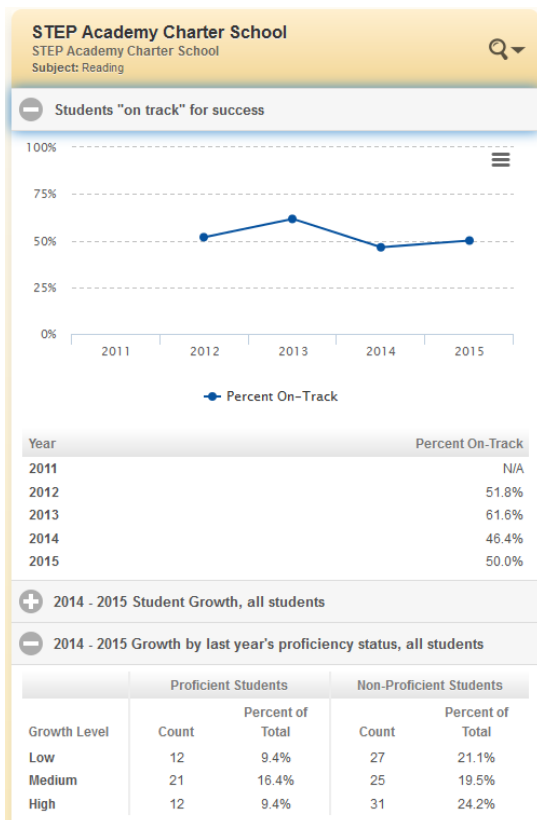 STEP Academy Charter School
STEP Academy Charter School
Subject: Reading
Students "on track" for success
100%
75%
50%
25%
0%
2011 2012 2013 2014 2015
Percent On-Track
Year Percent On-Track
2011 N/A
2012 51.8%
2013 61.6%
2014 46.4%
2015 50.0%
2014 - 2015 Student Growth, all students
2014 - 2015 Growth by last year's proficiency status, all students
Proficient Students Non-Proficient Students
Growth Level Count Percent of Total Count Percent of Total
Low 12 9.4% 27 21.1%
Medium 21 16.4% 25 19.5%
High 12 9.4% 31 24.2%